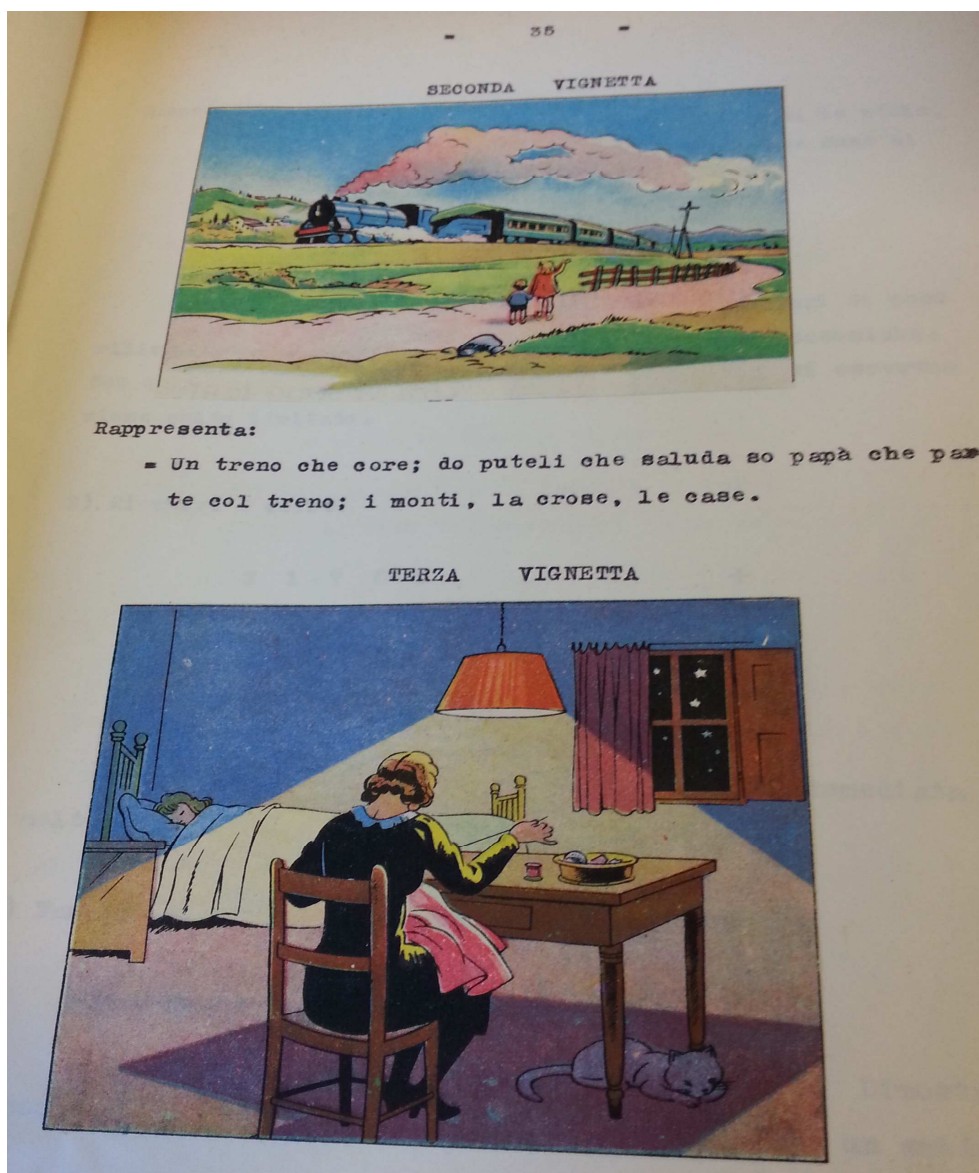 - 35 -
SECONDA VIGNETTA
Rappresenta:
= Un treno che core; do puteli che saluda so papà che par
te col treno; i monti, la crose, le case.
TERZA VIGNETTA